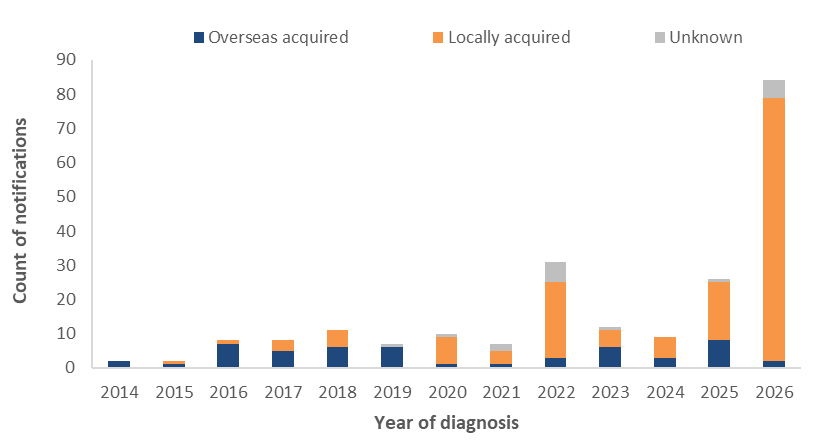 Overseas acquired Locally acquired Unknown
90
80
70
60
50
40
30
20
10
0
Count of notifications
2014 2015 2016 2017 2018 2019 2020 2021 2022 2023 2024 2025 2026
Year of diagnosis